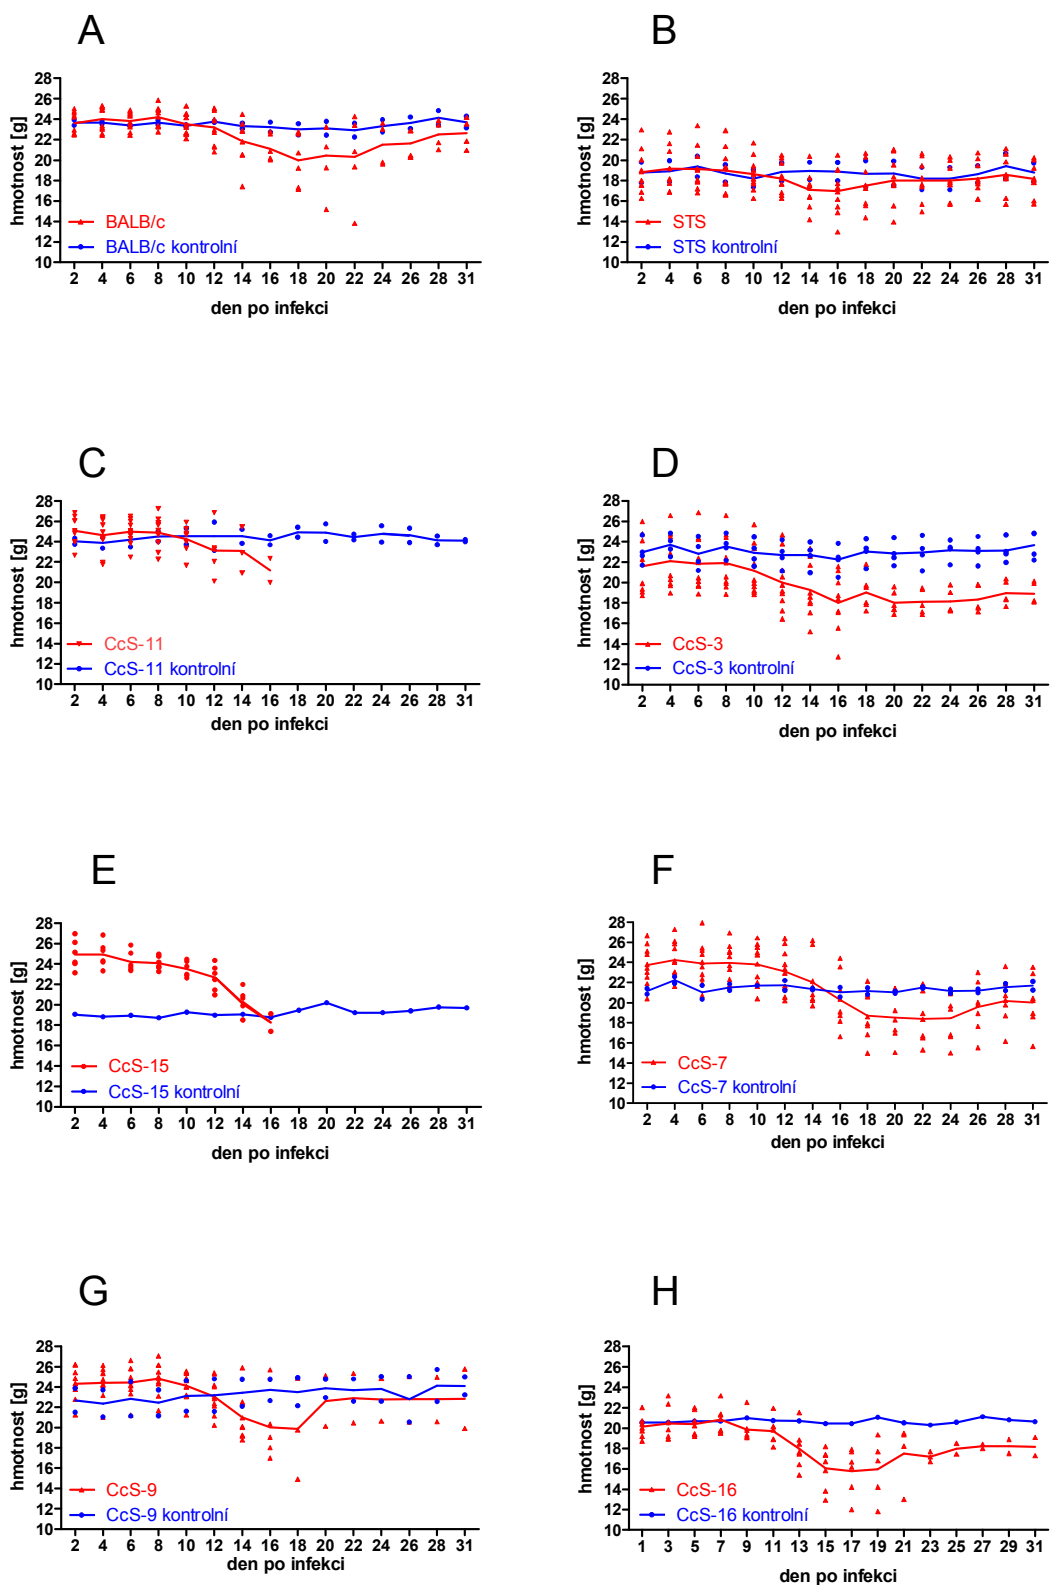 A
hmotnost [g]
28
26
24
22
20
18
16
14
12
10
BALB/c
BALB/c kontrolní
2 4 6 8 10 12 14 16 18 20 22 24 26 28 31
den po infekci
B
hmotnost [g]
28
26
24
22
20
18
16
14
12
10
STS
STS kontrolní
2 4 6 8 10 12 14 16 18 20 22 24 26 28 31
den po infekci
C
hmotnost [g]
28
26
24
22
20
18
16
14
12
10
CcS-11
CcS-11 kontrolní
2 4 6 8 10 12 14 16 18 20 22 24 26 28 31
den po infekci
D
hmotnost [g]
28
26
24
22
20
18
16
14
12
10
CcS-3
CcS-3 kontrolní
2 4 6 8 10 12 14 16 18 20 22 24 26 28 31
den po infekci
E
hmotnost [g]
28
26
24
22
20
18
16
14
12
10
CcS-15
CcS-15 kontrolní
2 4 6 8 10 12 14 16 18 20 22 24 26 28 31
den po infekci
F
hmotnost [g]
28
26
24
22
20
18
16
14
12
10
CcS-7
CcS-7 kontrolní
2 4 6 8 10 12 14 16 18 20 22 24 26 28 31
den po infekci
G
hmotnost [g]
28
26
24
22
20
18
16
14
12
10
CcS-9
CcS-9 kontrolní
2 4 6 8 10 12 14 16 18 20 22 24 26 28 31
den po infekci
H
hmotnost [g]
28
26
24
22
20
18
16
14
12
10
CcS-16
CcS-16 kontrolní
1 3 5 7 9 11 13 15 17 19 21 23 25 27 29 31
den po infekci